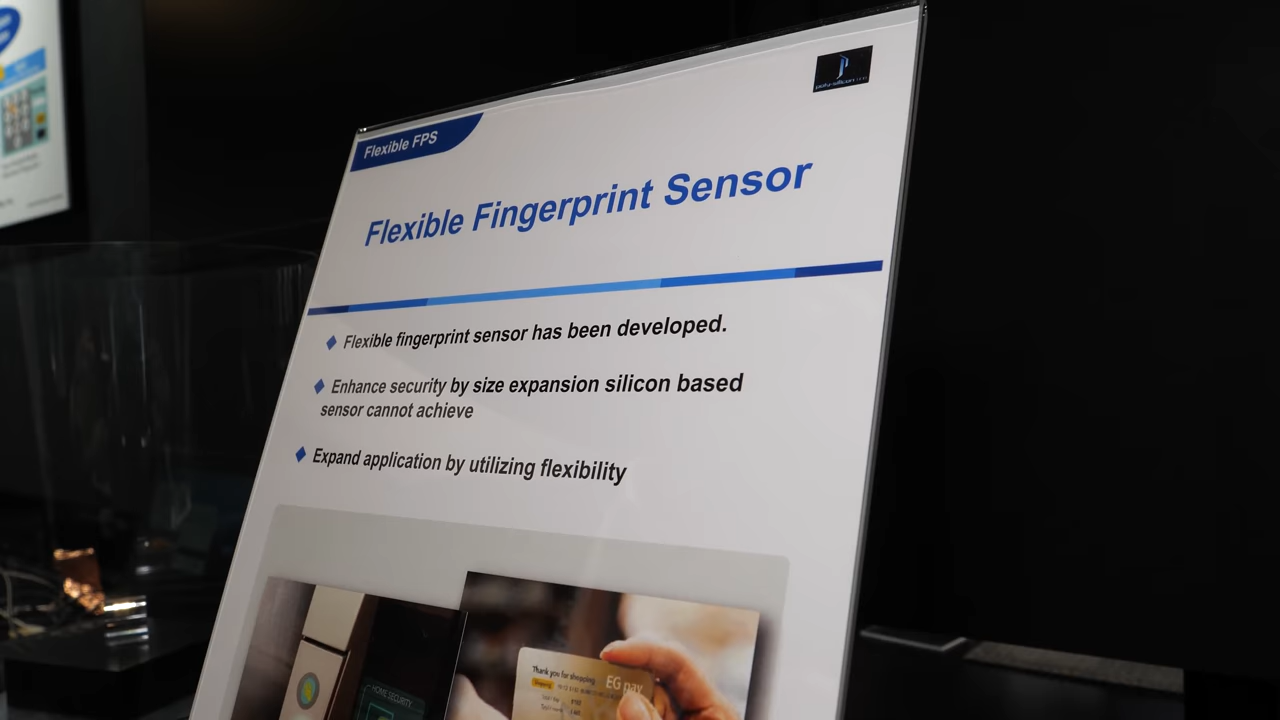 Flexible FPS
Flexible Fingerprint Sensor
Flexible fingerprint sensor has been developed.
Enhance security by size expansion silicon based
sensor cannot achieve
Expand application by utilizing flexibility
HOME SECURITY
Thank you for shopping
EG pay